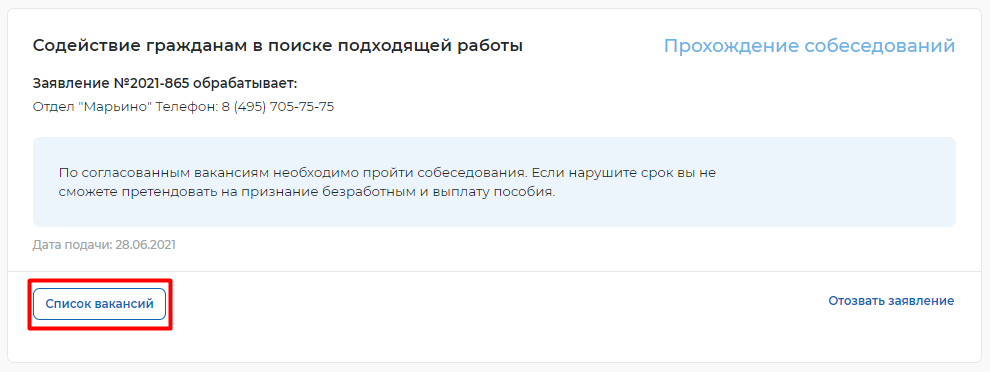 Содействие гражданам в поиске подходящей работы
Прохождение собеседований
Заявление №2021-865 обрабатывает:
Отдел "Марьино" Телефон: 8 (495) 705-75-75
По согласованным вакансиям необходимо пройти собеседования. Если нарушите срок вы не
сможете претендовать на признание безработным и выплату пособия.
Дата подачи: 28.06.2021
Список вакансий
Отозвать заявление